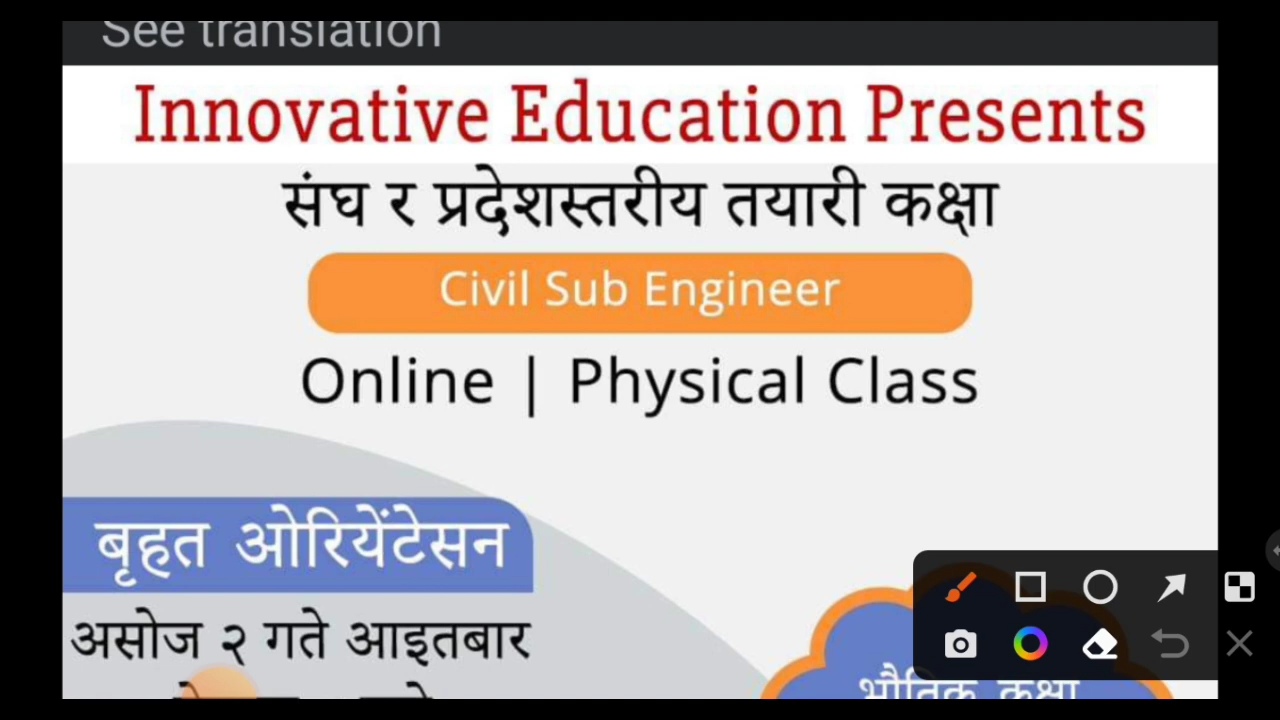 See translation
Innovative Education Presents
संघ र प्रदेशस्तरीय तयारी कक्षा
Civil Sub Engineer
Online | Physical Class
बृहत ओरियेंटेसन
असोज २ गते आइतबार
भौतिक कक्षा